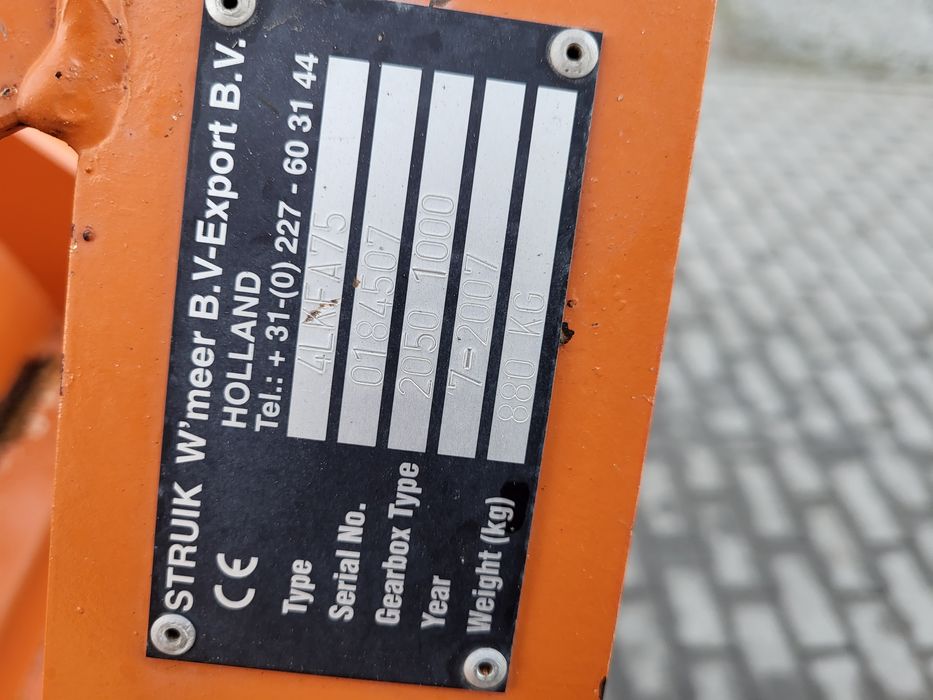 STRUIK W'meer B.V-Export B.V.
HOLLAND
CE Tel.: + 31-(0) 227 - 60 31 44
Type 4LKFA75
Serial No. 0184507
Gearbox Type 2050 1000
Year 7-2007
Weight (kg) 880 KG